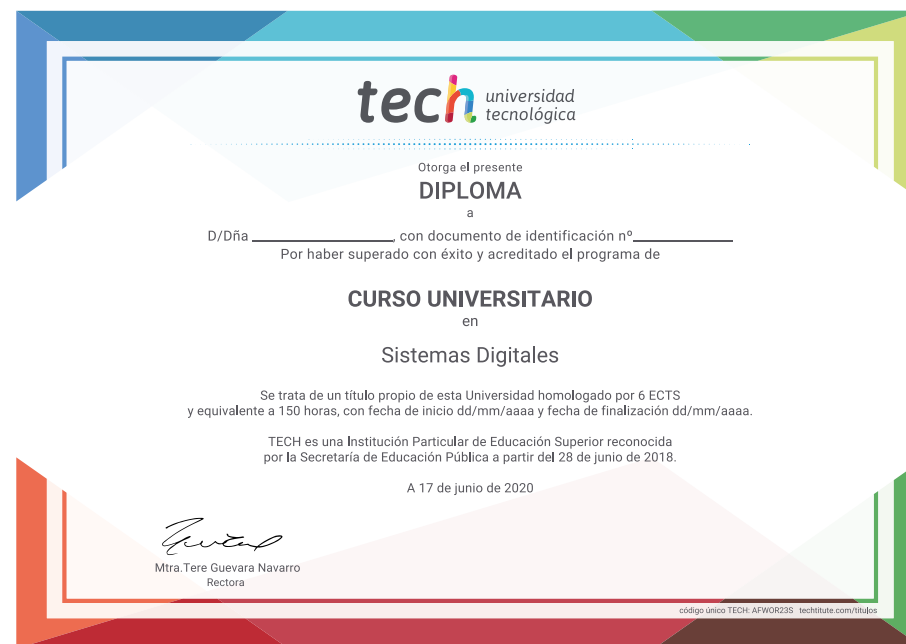 tech universidad
tecnológica
Otorga el presente
DIPLOMA
a
D/Dña ____________, con documento de identificación nº____________
Por haber superado con éxito y acreditado el programa de
CURSO UNIVERSITARIO
en
Sistemas Digitales
Se trata de un título propio de esta Universidad homologado por 6 ECTS
y equivalente a 150 horas, con fecha de inicio dd/mm/aaaa y fecha de finalización dd/mm/aaaa.
TECH es una Institución Particular de Educación Superior reconocida
por la Secretaría de Educación Pública a partir del 28 de junio de 2018.
A 17 de junio de 2020
Mtra.Tere Guevara Navarro
Rectora
código único TECH: AFWOR23S techtitute.com/titulos